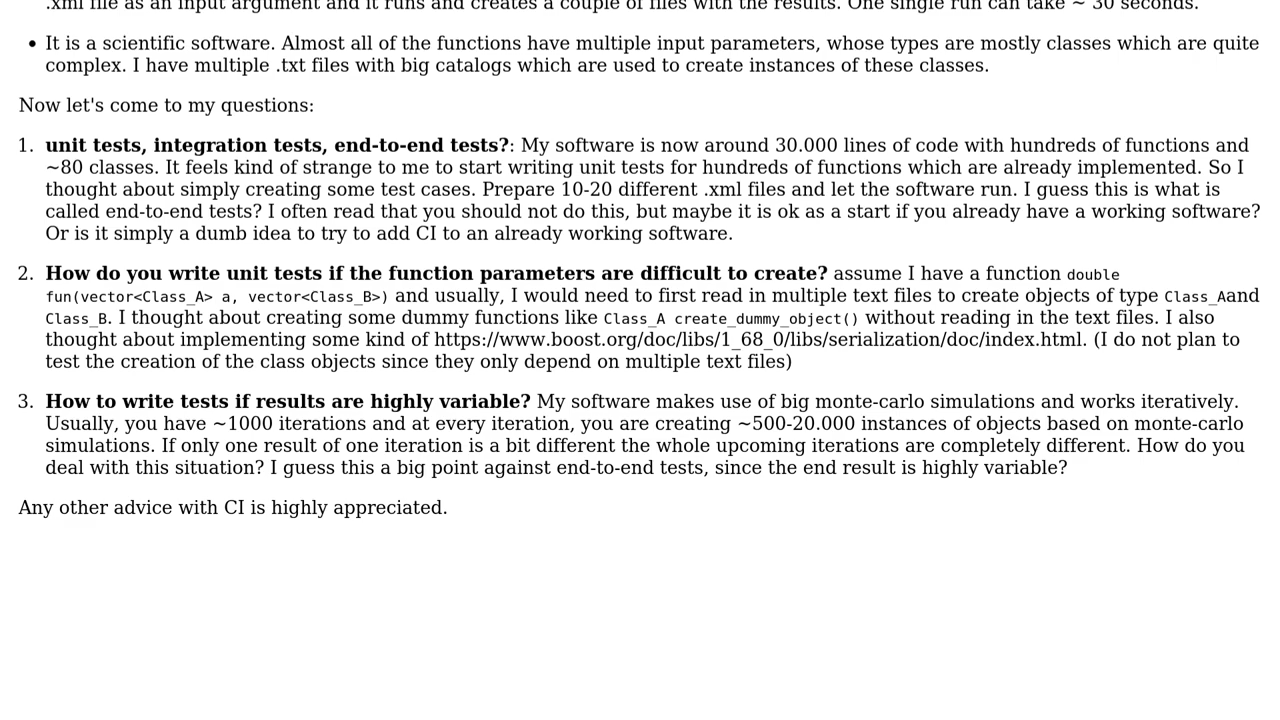 .xml file as an input argument and it runs and creates a couple of files with the results. One single run can take ~ 30 seconds.
• It is a scientific software. Almost all of the functions have multiple input parameters, whose types are mostly classes which are quite
complex. I have multiple .txt files with big catalogs which are used to create instances of these classes.
Now let's come to my questions:
1. unit tests, integration tests, end-to-end tests?: My software is now around 30.000 lines of code with hundreds of functions and
~80 classes. It feels kind of strange to me to start writing unit tests for hundreds of functions which are already implemented. So I
thought about simply creating some test cases. Prepare 10-20 different .xml files and let the software run. I guess this is what is
called end-to-end tests? I often read that you should not do this, but maybe it is ok as a start if you already have a working software?
Or is it simply a dumb idea to try to add CI to an already working software.
2. How do you write unit tests if the function parameters are difficult to create? assume I have a function double
fun(vector<Class_A> a, vector<Class_B>) and usually, I would need to first read in multiple text files to create objects of type Class_Aand
Class_B. I thought about creating some dummy functions like Class_A create_dummy_object() without reading in the text files. I also
thought about implementing some kind of https://www.boost.org/doc/libs/1_68_0/libs/serialization/doc/index.html. (I do not plan to
test the creation of the class objects since they only depend on multiple text files)
3. How to write tests if results are highly variable? My software makes use of big monte-carlo simulations and works iteratively.
Usually, you have ~1000 iterations and at every iteration, you are creating ~500-20.000 instances of objects based on monte-carlo
simulations. If only one result of one iteration is a bit different the whole upcoming iterations are completely different. How do you
deal with this situation? I guess this a big point against end-to-end tests, since the end result is highly variable?
Any other advice with CI is highly appreciated.